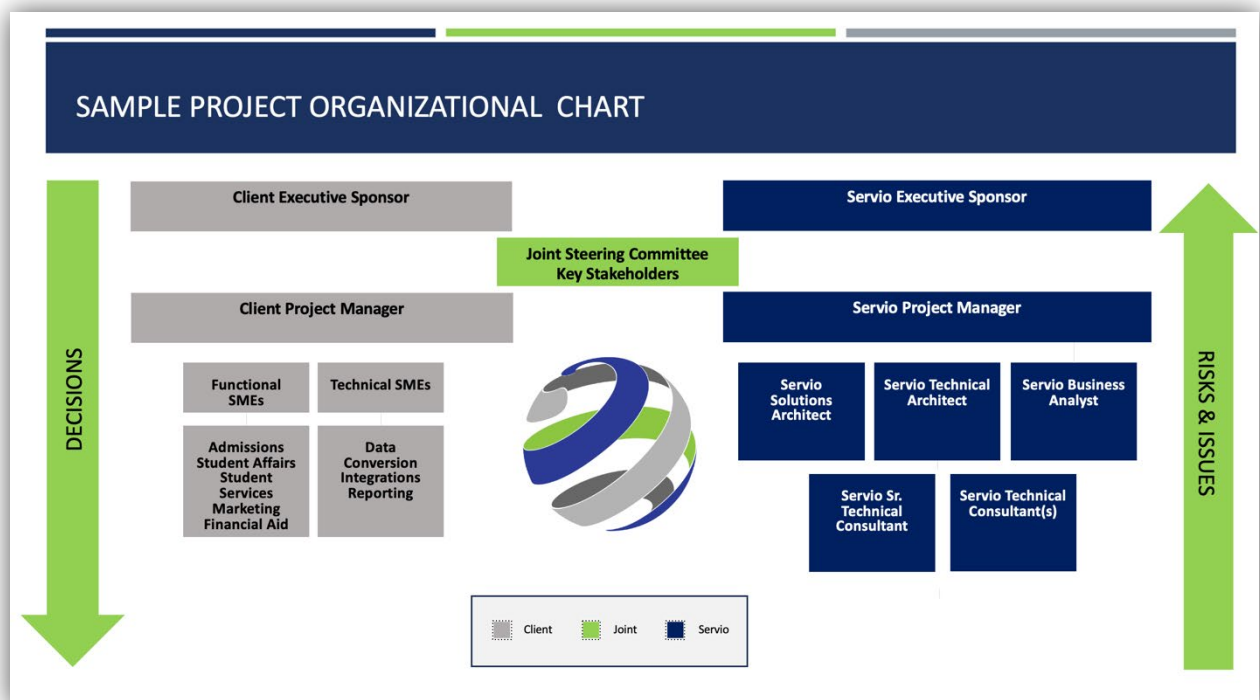 SAMPLE PROJECT ORGANIZATIONAL CHART
DECISIONS
Client Executive Sponsor
Servio Executive Sponsor
Joint Steering Committee
Key Stakeholders
Client Project Manager
Servio Project Manager
Functional
SMEs
Technical SMEs
Admissions
Student Affairs
Student
Services
Marketing
Financial Aid
Data
Conversion
Integrations
Reporting
Servio
Solutions
Architect
Servio Technical
Architect
Servio Business
Analyst
Servio Sr.
Technical
Consultant
Servio Technical
Consultant(s)
RISKS & ISSUES
Client
Joint
Servio